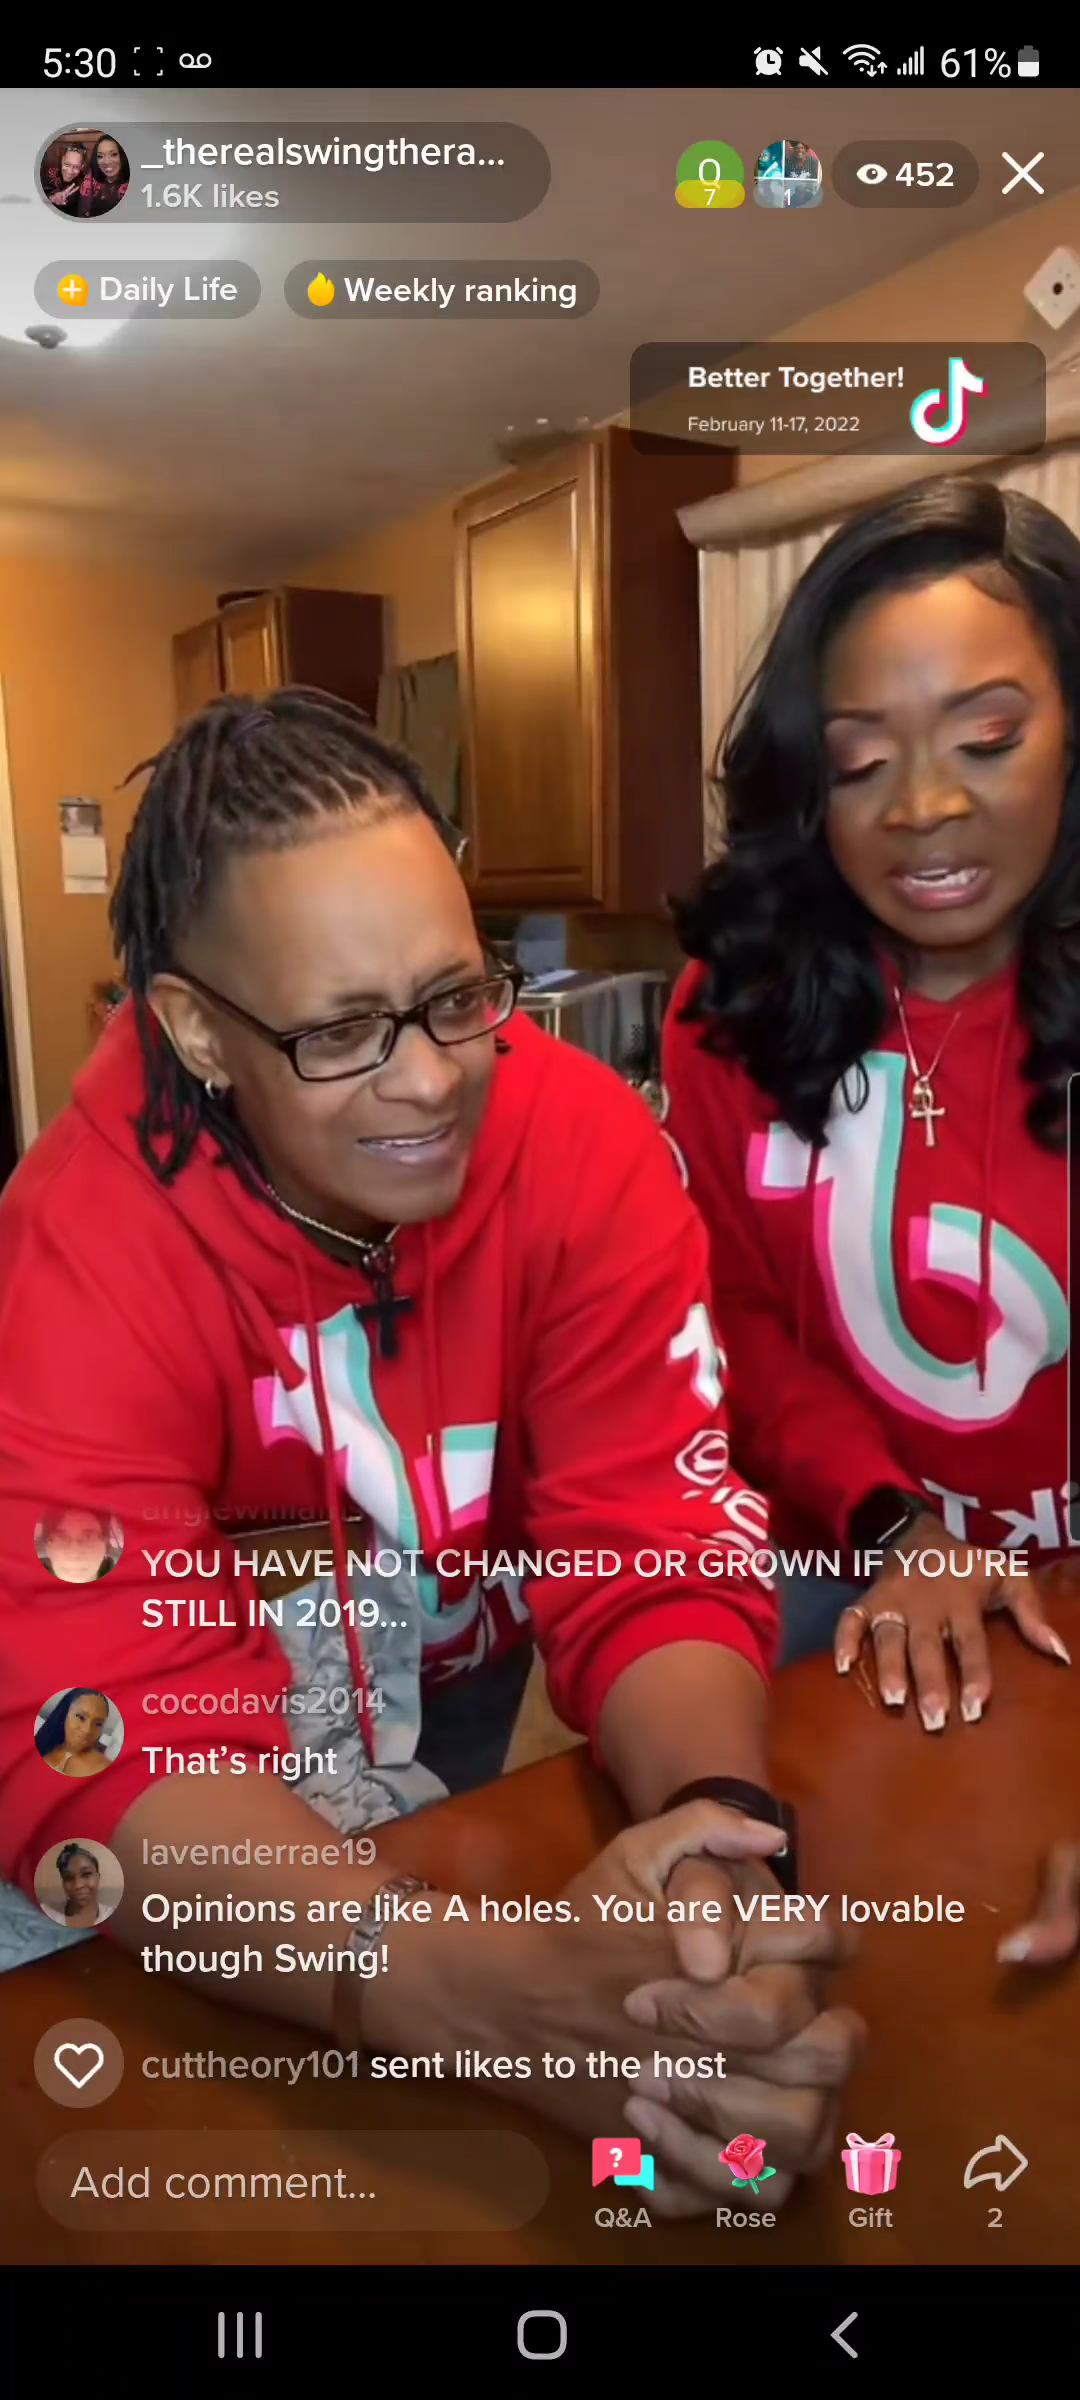 5:30 61%
_therealswingthera...
1.6K likes
Q
7
1
452
Daily Life
Weekly ranking
Better Together!
February 11-17, 2022
YOU HAVE NOT CHANGED OR GROWN IF YOU'RE
STILL IN 2019...
cocodavis2014
That's right
lavenderrae19
Opinions are like A holes. You are VERY lovable
though Swing!
cuttheory101 sent likes to the host
Add comment...
Q&A
Rose
Gift
2